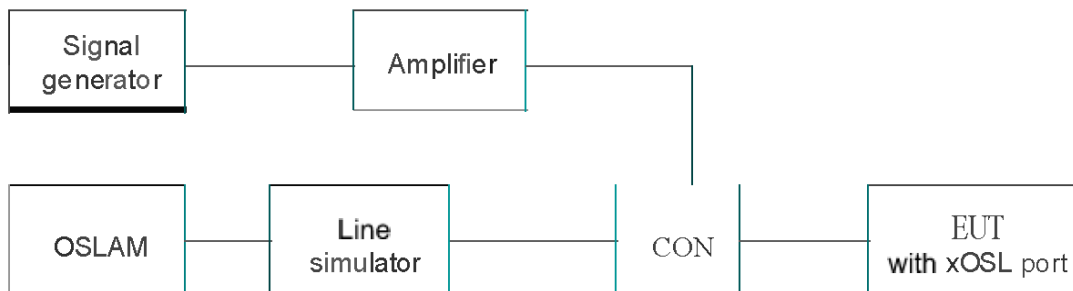 Signal
generator
Amplifier
OSLAM
Line
simulator
CON
EUT
with xOSL port